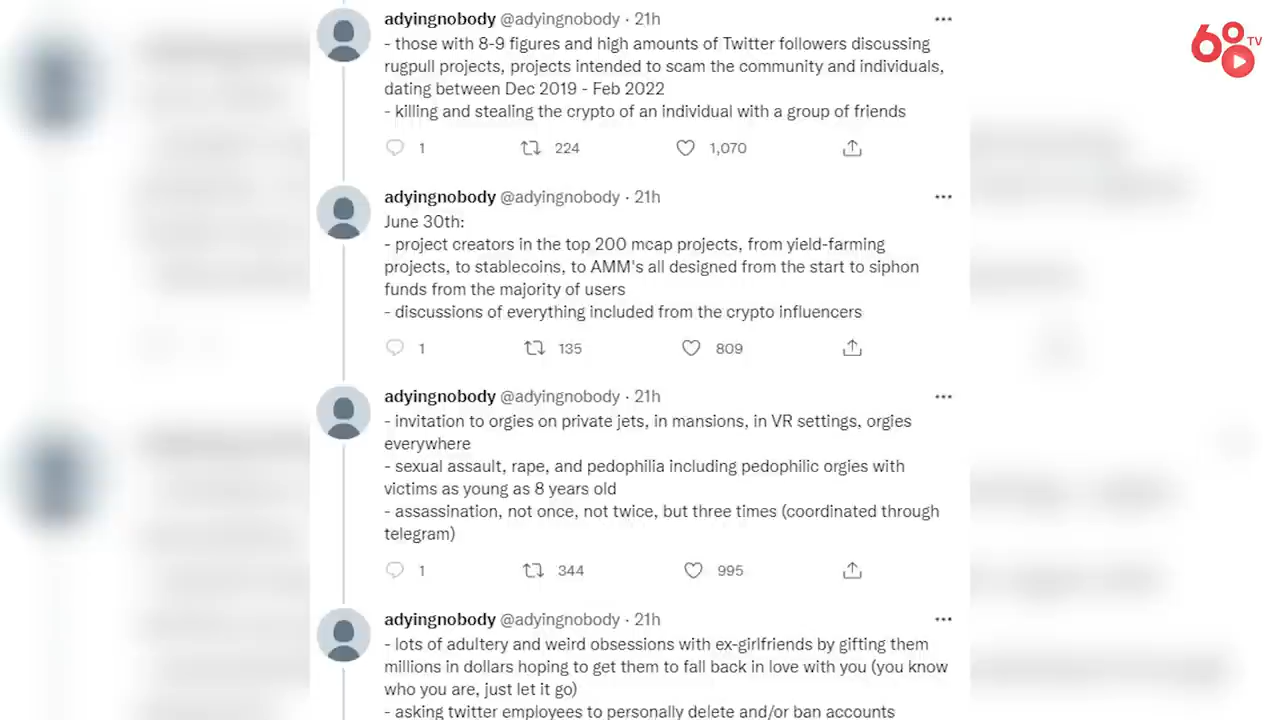 adyingnobody @adyingnobody · 21h
- those with 8-9 figures and high amounts of Twitter followers discussing
rugpull projects, projects intended to scam the community and individuals,
dating between Dec 2019 - Feb 2022
- killing and stealing the crypto of an individual with a group of friends
1 224 1,070
adyingnobody @adyingnobody · 21h
June 30th:
- project creators in the top 200 mcap projects, from yield-farming
projects, to stablecoins, to AMM's all designed from the start to siphon
funds from the majority of users
- discussions of everything included from the crypto influencers
1 135 809
adyingnobody @adyingnobody · 21h
- invitation to orgies on private jets, in mansions, in VR settings, orgies
everywhere
- sexual assault, rape, and pedophilia including pedophilic orgies with
victims as young as 8 years old
- assassination, not once, not twice, but three times (coordinated through
telegram)
1 344 995
adyingnobody @adyingnobody · 21h
- lots of adultery and weird obsessions with ex-girlfriends by gifting them
millions in dollars hoping to get them to fall back in love with you (you know
who you are, just let it go)
- asking twitter employees to personally delete and/or ban accounts
60 TV